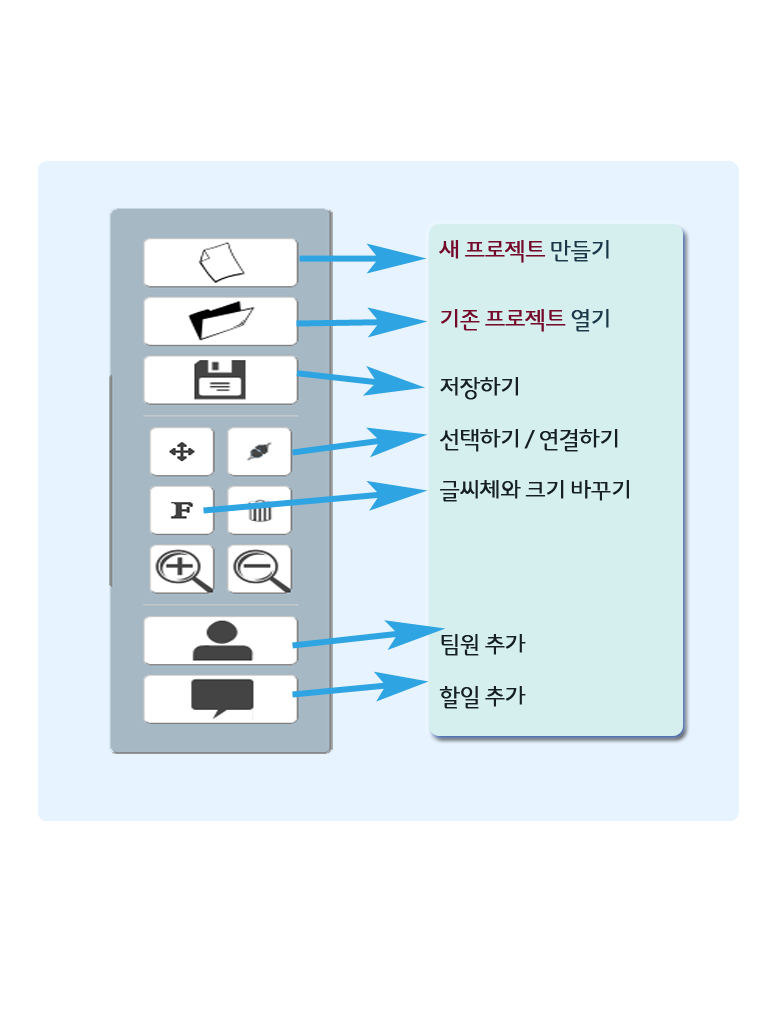 새 프로젝트 만들기
기존 프로젝트 열기
저장하기
선택하기 / 연결하기
F
글씨체와 크기 바꾸기
팀원 추가
할일 추가